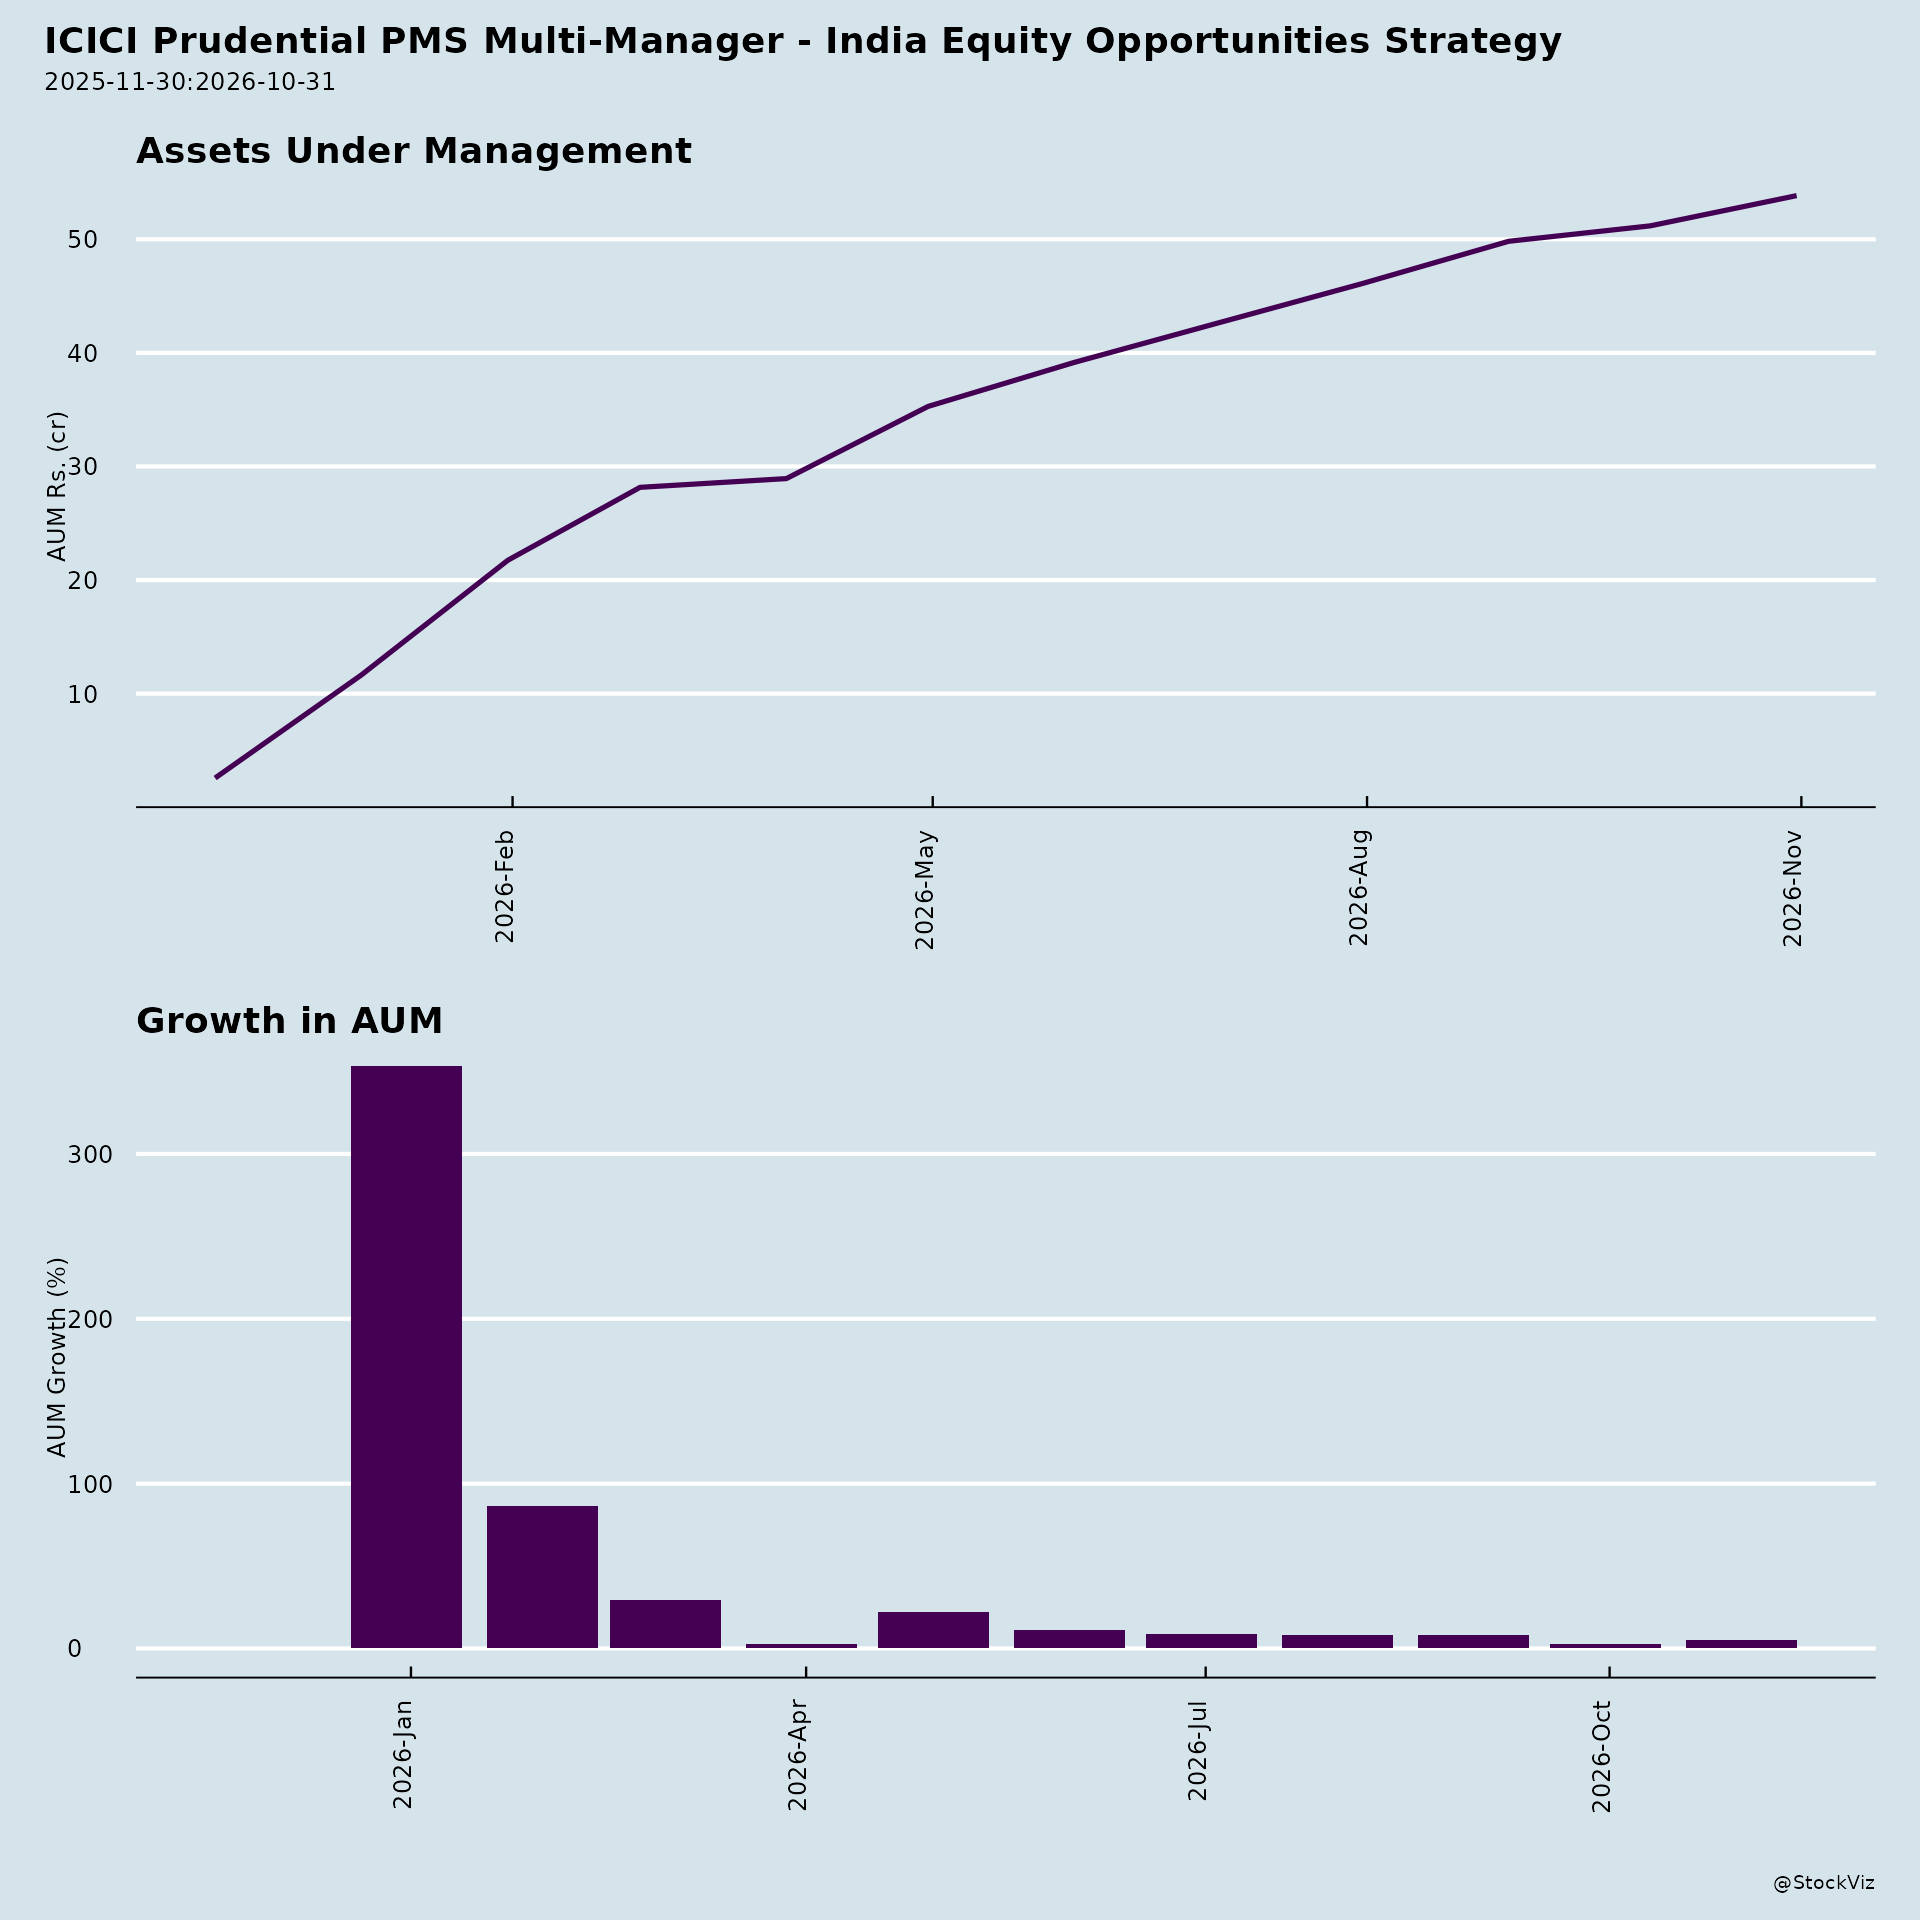 ICICI Prudential PMS Multi-Manager - India Equity Opportunities Strategy
2025-11-30:2026-10-31
Assets Under Management
AUM Rs. (cr)
50
40
30
20
10
2026-Feb
2026-May
2026-Aug
2026-Nov
Growth in AUM
AUM Growth (%)
300
200
100
0
2026-Jan
2026-Apr
2026-Jul
2026-Oct
@StockViz